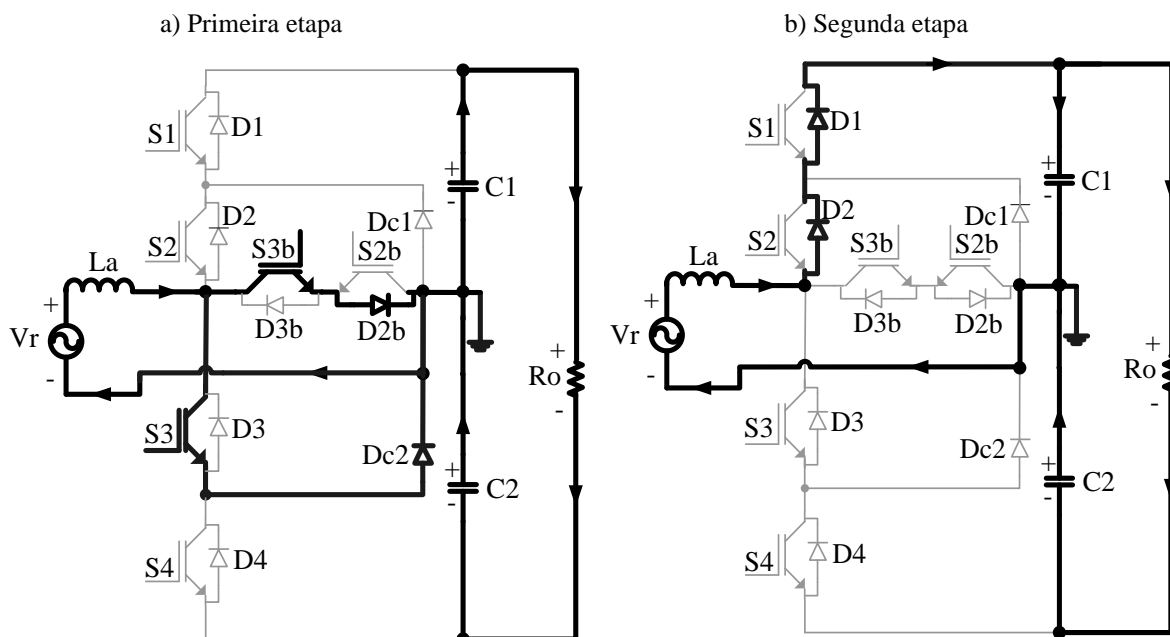 a) Primeira etapa
S1
D1
+
-
C1
S2
D2
Dc1
S3b
S2b
La
D3b
D2b
+
Vr
-
+
Ro
-
S3
D3
Dc2
+
-
C2
S4
D4
b) Segunda etapa
S1
D1
+
-
C1
S2
D2
Dc1
S3b
S2b
La
D3b
D2b
+
Vr
-
+
Ro
-
S3
D3
Dc2
+
-
C2
S4
D4